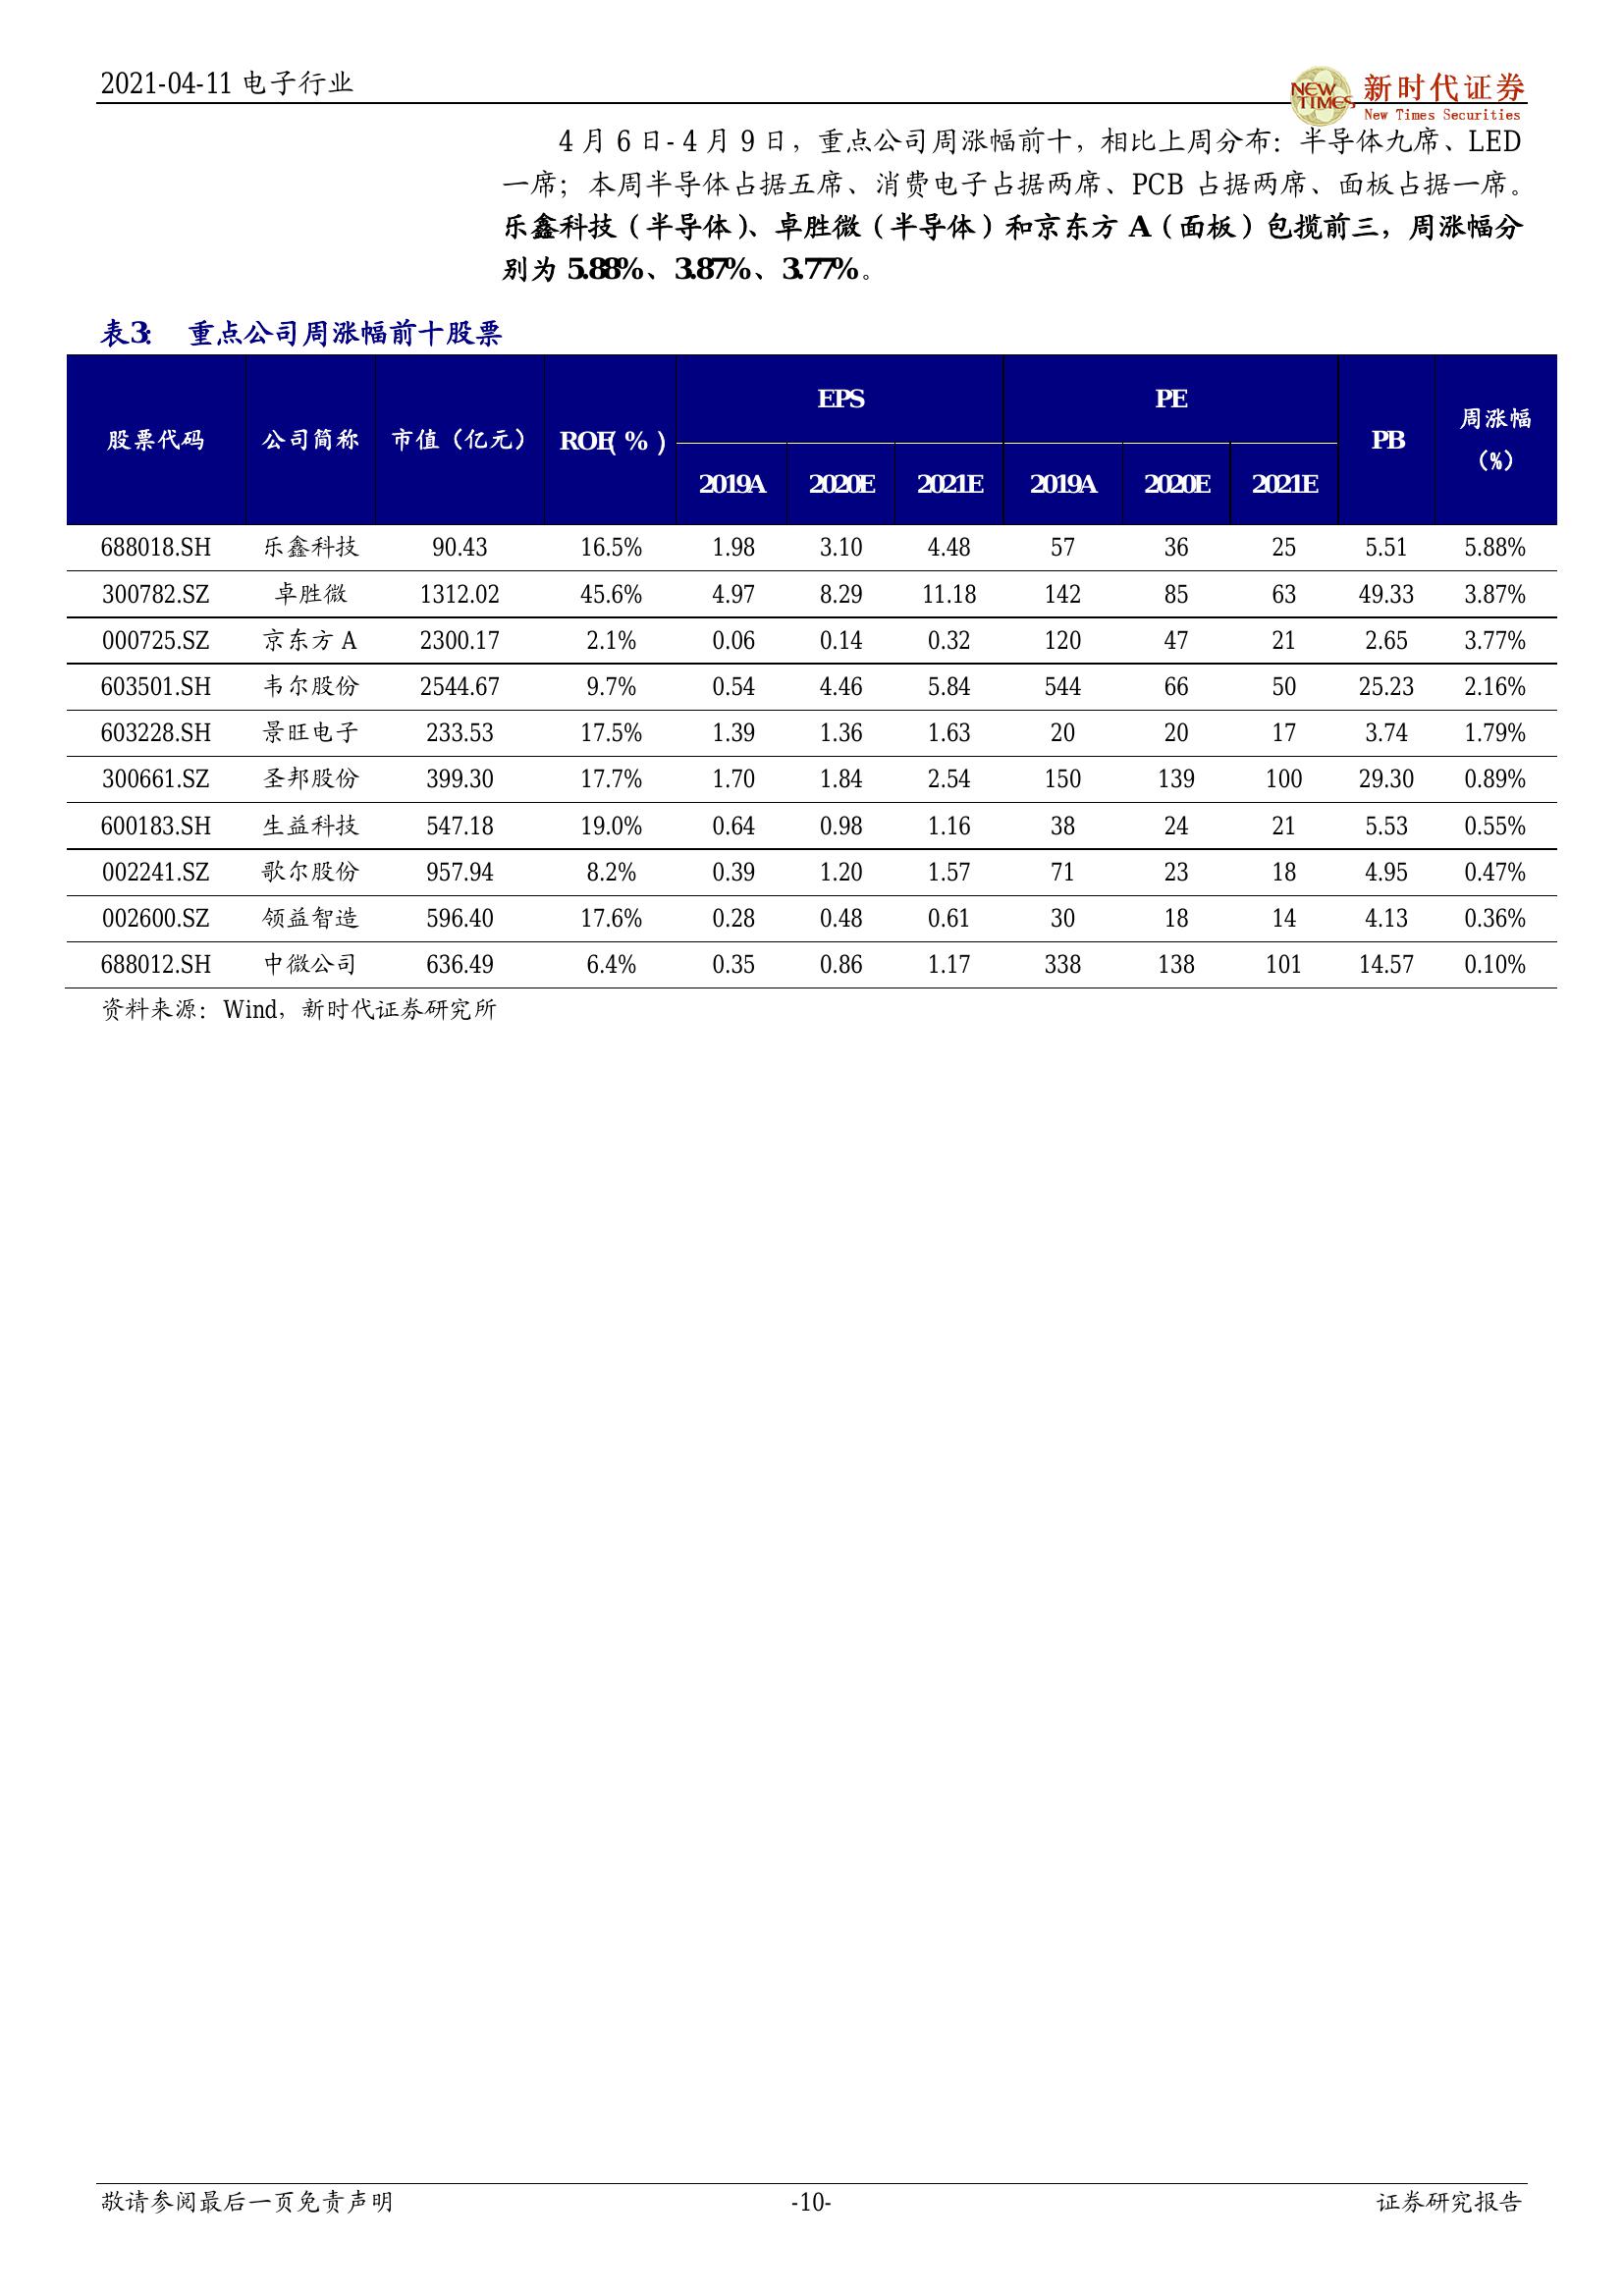 2021-04-11 电子行业
NEW TIMES
新时代证券
New Times Securities
4 月 6 日- 4 月 9 日，重点公司周涨幅前十，相比上周分布：半导体九席、LED
一席；本周半导体占据五席、消费电子占据两席、PCB 占据两席、面板占据一席。
乐鑫科技（半导体）、卓胜微（半导体）和京东方 A（面板）包揽前三，周涨幅分
别为 5.88%、3.87%、3.77%。
表3： 重点公司周涨幅前十股票
股票代码 公司简称 市值（亿元） ROE(%) EPS PE PB 周涨幅（%）
2019A 2020E 2021E 2019A 2020E 2021E
688018.SH 乐鑫科技 90.43 16.5% 1.98 3.10 4.48 57 36 25 5.51 5.88%
300782.SZ 卓胜微 1312.02 45.6% 4.97 8.29 11.18 142 85 63 49.33 3.87%
000725.SZ 京东方 A 2300.17 2.1% 0.06 0.14 0.32 120 47 21 2.65 3.77%
603501.SH 韦尔股份 2544.67 9.7% 0.54 4.46 5.84 544 66 50 25.23 2.16%
603228.SH 景旺电子 233.53 17.5% 1.39 1.36 1.63 20 20 17 3.74 1.79%
300661.SZ 圣邦股份 399.30 17.7% 1.70 1.84 2.54 150 139 100 29.30 0.89%
600183.SH 生益科技 547.18 19.0% 0.64 0.98 1.16 38 24 21 5.53 0.55%
002241.SZ 歌尔股份 957.94 8.2% 0.39 1.20 1.57 71 23 18 4.95 0.47%
002600.SZ 领益智造 596.40 17.6% 0.28 0.48 0.61 30 18 14 4.13 0.36%
688012.SH 中微公司 636.49 6.4% 0.35 0.86 1.17 338 138 101 14.57 0.10%
资料来源：Wind，新时代证券研究所
敬请参阅最后一页免责声明 -10- 证券研究报告